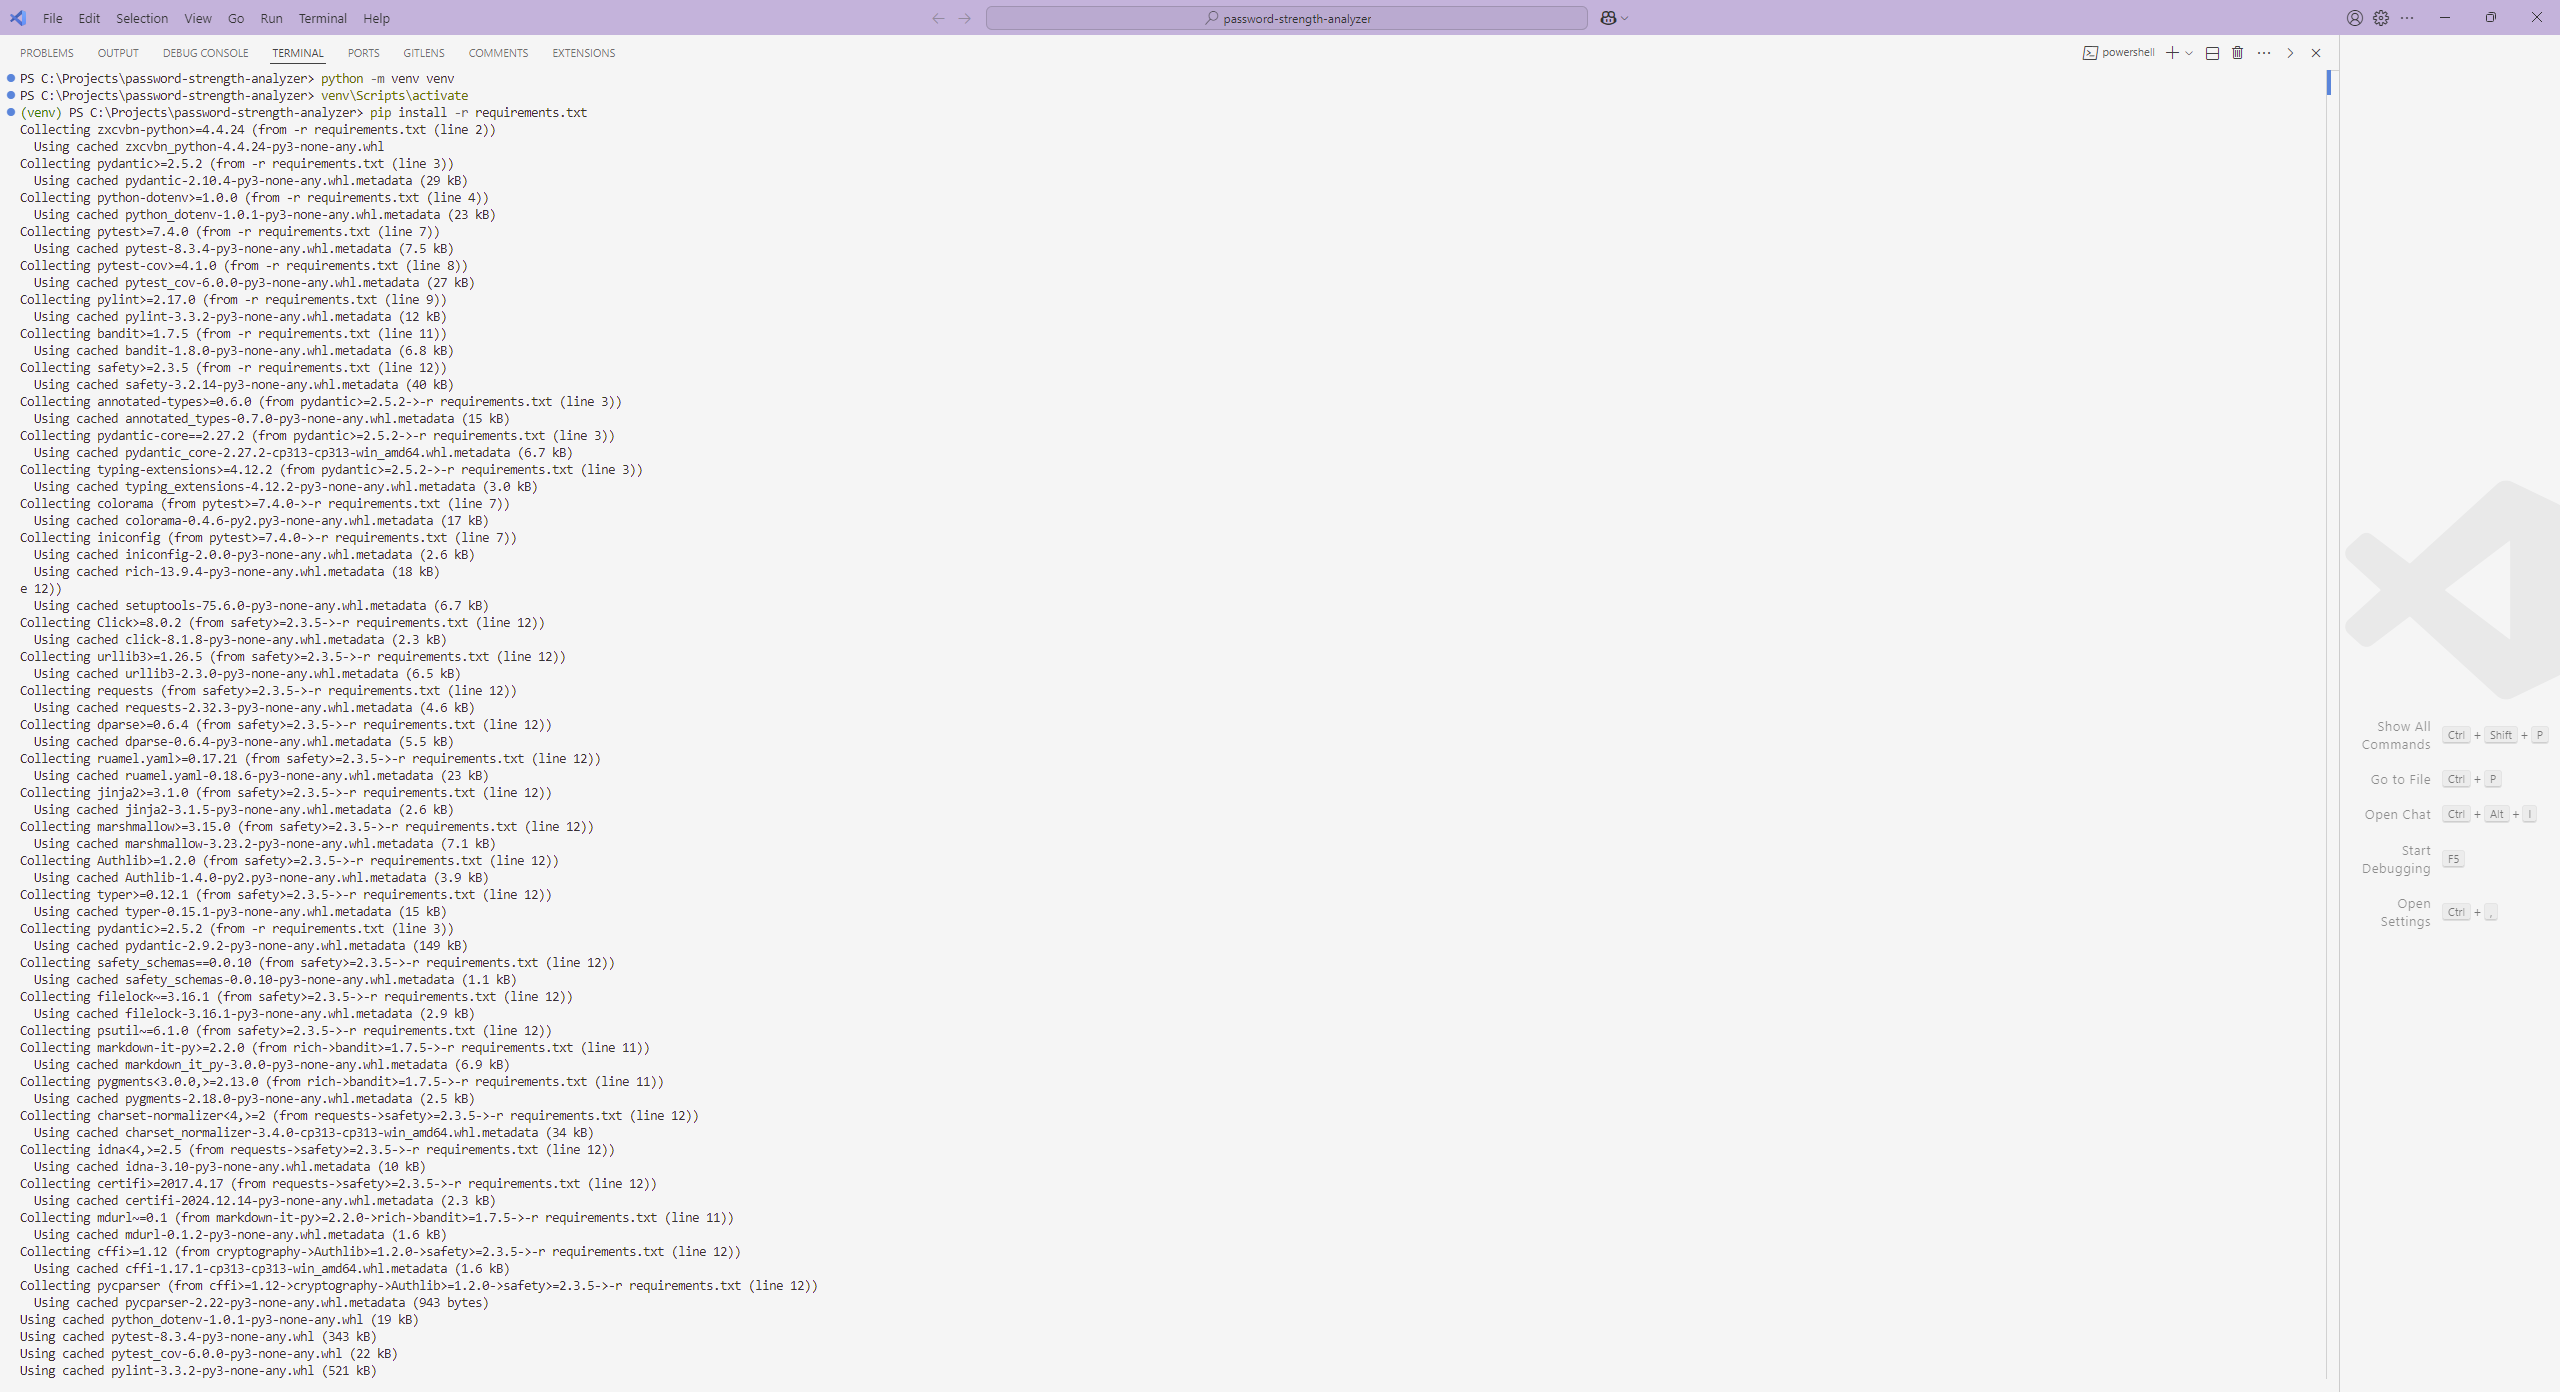 File Edit Selection View Go Run Terminal Help
password-strength-analyzer
PROBLEMS OUTPUT DEBUG CONSOLE TERMINAL PORTS GITLENS COMMENTS EXTENSIONS
powershell
PS C:\Projects\password-strength-analyzer> python -m venv venv
PS C:\Projects\password-strength-analyzer> venv\Scripts\activate
(venv) PS C:\Projects\password-strength-analyzer> pip install -r requirements.txt
Collecting zxcvbn-python>=4.4.24 (from -r requirements.txt (line 2))
  Using cached zxcvbn_python-4.4.24-py3-none-any.whl
Collecting pydantic>=2.5.2 (from -r requirements.txt (line 3))
  Using cached pydantic-2.10.4-py3-none-any.whl.metadata (29 kB)
Collecting python-dotenv>=1.0.0 (from -r requirements.txt (line 4))
  Using cached python_dotenv-1.0.1-py3-none-any.whl.metadata (23 kB)
Collecting pytest>=7.4.0 (from -r requirements.txt (line 7))
  Using cached pytest-8.3.4-py3-none-any.whl.metadata (7.5 kB)
Collecting pytest-cov>=4.1.0 (from -r requirements.txt (line 8))
  Using cached pytest_cov-6.0.0-py3-none-any.whl.metadata (27 kB)
Collecting pylint>=2.17.0 (from -r requirements.txt (line 9))
  Using cached pylint-3.3.2-py3-none-any.whl.metadata (12 kB)
Collecting bandit>=1.7.5 (from -r requirements.txt (line 11))
  Using cached bandit-1.8.0-py3-none-any.whl.metadata (6.8 kB)
Collecting safety>=2.3.5 (from -r requirements.txt (line 12))
  Using cached safety-3.2.14-py3-none-any.whl.metadata (40 kB)
Collecting annotated-types>=0.6.0 (from pydantic>=2.5.2->-r requirements.txt (line 3))
  Using cached annotated_types-0.7.0-py3-none-any.whl.metadata (15 kB)
Collecting pydantic-core==2.27.2 (from pydantic>=2.5.2->-r requirements.txt (line 3))
  Using cached pydantic_core-2.27.2-cp313-cp313-win_amd64.whl.metadata (6.7 kB)
Collecting typing-extensions>=4.12.2 (from pydantic>=2.5.2->-r requirements.txt (line 3))
  Using cached typing_extensions-4.12.2-py3-none-any.whl.metadata (3.0 kB)
Collecting colorama (from pytest>=7.4.0->-r requirements.txt (line 7))
  Using cached colorama-0.4.6-py2.py3-none-any.whl.metadata (17 kB)
Collecting iniconfig (from pytest>=7.4.0->-r requirements.txt (line 7))
  Using cached iniconfig-2.0.0-py3-none-any.whl.metadata (2.6 kB)
  Using cached rich-13.9.4-py3-none-any.whl.metadata (18 kB)
e 12))
  Using cached setuptools-75.6.0-py3-none-any.whl.metadata (6.7 kB)
Collecting Click>=8.0.2 (from safety>=2.3.5->-r requirements.txt (line 12))
  Using cached click-8.1.8-py3-none-any.whl.metadata (2.3 kB)
Collecting urllib3>=1.26.5 (from safety>=2.3.5->-r requirements.txt (line 12))
  Using cached urllib3-2.3.0-py3-none-any.whl.metadata (6.5 kB)
Collecting requests (from safety>=2.3.5->-r requirements.txt (line 12))
  Using cached requests-2.32.3-py3-none-any.whl.metadata (4.6 kB)
Collecting dparse>=0.6.4 (from safety>=2.3.5->-r requirements.txt (line 12))
  Using cached dparse-0.6.4-py3-none-any.whl.metadata (5.5 kB)
Collecting ruamel.yaml>=0.17.21 (from safety>=2.3.5->-r requirements.txt (line 12))
  Using cached ruamel.yaml-0.18.6-py3-none-any.whl.metadata (23 kB)
Collecting jinja2>=3.1.0 (from safety>=2.3.5->-r requirements.txt (line 12))
  Using cached jinja2-3.1.5-py3-none-any.whl.metadata (2.6 kB)
Collecting marshmallow>=3.15.0 (from safety>=2.3.5->-r requirements.txt (line 12))
  Using cached marshmallow-3.23.2-py3-none-any.whl.metadata (7.1 kB)
Collecting Authlib>=1.2.0 (from safety>=2.3.5->-r requirements.txt (line 12))
  Using cached Authlib-1.4.0-py2.py3-none-any.whl.metadata (3.9 kB)
Collecting typer>=0.12.1 (from safety>=2.3.5->-r requirements.txt (line 12))
  Using cached typer-0.15.1-py3-none-any.whl.metadata (15 kB)
Collecting pydantic>=2.5.2 (from -r requirements.txt (line 3))
  Using cached pydantic-2.9.2-py3-none-any.whl.metadata (149 kB)
Collecting safety_schemas==0.0.10 (from safety>=2.3.5->-r requirements.txt (line 12))
  Using cached safety_schemas-0.0.10-py3-none-any.whl.metadata (1.1 kB)
Collecting filelock~=3.16.1 (from safety>=2.3.5->-r requirements.txt (line 12))
  Using cached filelock-3.16.1-py3-none-any.whl.metadata (2.9 kB)
Collecting psutil~=6.1.0 (from safety>=2.3.5->-r requirements.txt (line 12))
Collecting markdown-it-py>=2.2.0 (from rich->bandit>=1.7.5->-r requirements.txt (line 11))
  Using cached markdown_it_py-3.0.0-py3-none-any.whl.metadata (6.9 kB)
Collecting pygments<3.0.0,>=2.13.0 (from rich->bandit>=1.7.5->-r requirements.txt (line 11))
  Using cached pygments-2.18.0-py3-none-any.whl.metadata (2.5 kB)
Collecting charset-normalizer<4,>=2 (from requests->safety>=2.3.5->-r requirements.txt (line 12))
  Using cached charset_normalizer-3.4.0-cp313-cp313-win_amd64.whl.metadata (34 kB)
Collecting idna<4,>=2.5 (from requests->safety>=2.3.5->-r requirements.txt (line 12))
  Using cached idna-3.10-py3-none-any.whl.metadata (10 kB)
Collecting certifi>=2017.4.17 (from requests->safety>=2.3.5->-r requirements.txt (line 12))
  Using cached certifi-2024.12.14-py3-none-any.whl.metadata (2.3 kB)
Collecting mdurl~=0.1 (from markdown-it-py>=2.2.0->rich->bandit>=1.7.5->-r requirements.txt (line 11))
  Using cached mdurl-0.1.2-py3-none-any.whl.metadata (1.6 kB)
Collecting cffi>=1.12 (from cryptography->Authlib>=1.2.0->safety>=2.3.5->-r requirements.txt (line 12))
  Using cached cffi-1.17.1-cp313-cp313-win_amd64.whl.metadata (1.6 kB)
Collecting pycparser (from cffi>=1.12->cryptography->Authlib>=1.2.0->safety>=2.3.5->-r requirements.txt (line 12))
  Using cached pycparser-2.22-py3-none-any.whl.metadata (943 bytes)
Using cached python_dotenv-1.0.1-py3-none-any.whl (19 kB)
Using cached pytest-8.3.4-py3-none-any.whl (343 kB)
Using cached pytest_cov-6.0.0-py3-none-any.whl (22 kB)
Using cached pylint-3.3.2-py3-none-any.whl (521 kB)
Show All
Commands Ctrl + Shift + P
Go to File Ctrl + P
Open Chat Ctrl + Alt + I
Start
Debugging F5
Open
Settings Ctrl + ,